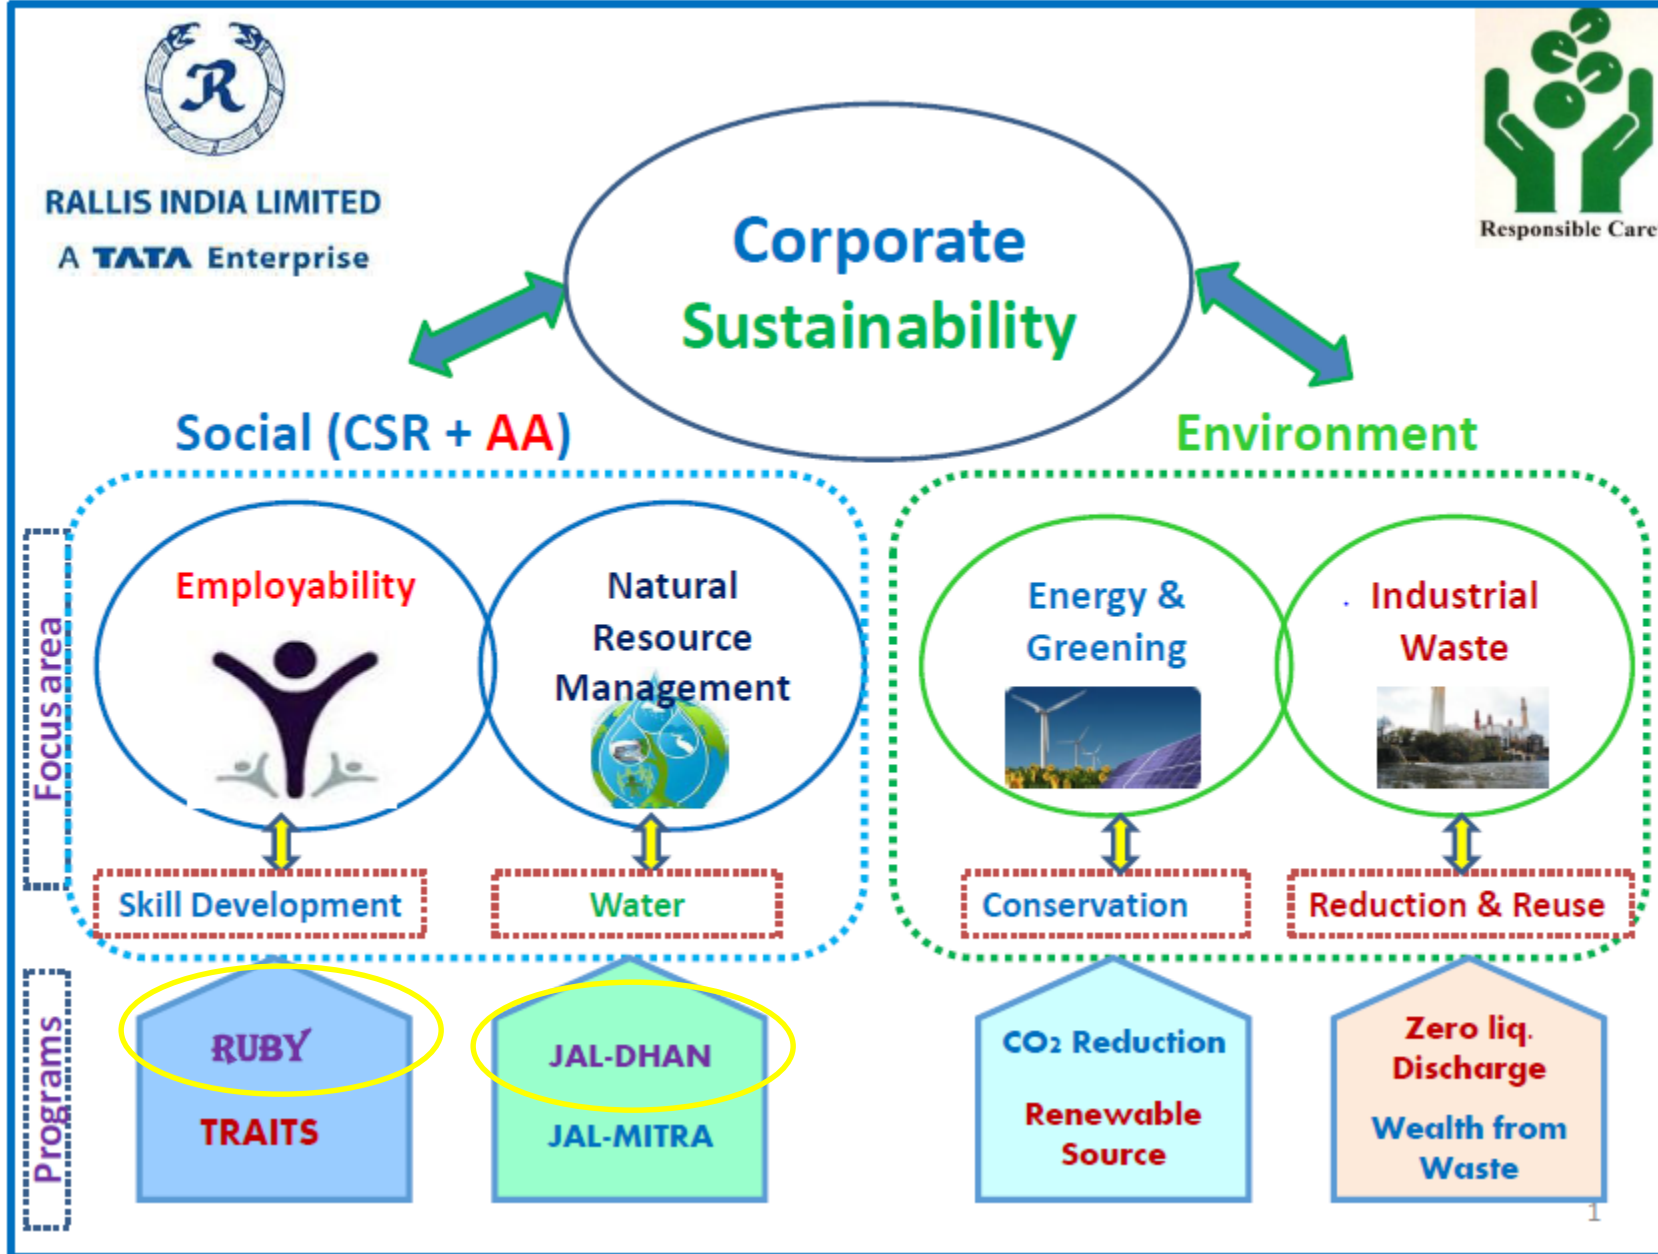 R
RALLIS INDIA LIMITED
A TATA Enterprise
Responsible Care
Corporate
Sustainability
Social (CSR + AA)
Environment
Focus area
Employability
Natural
Resource
Management
Energy &
Greening
Industrial
Waste
Skill Development
Water
Conservation
Reduction & Reuse
Programs
RUBY
TRAITS
JAL-DHAN
JAL-MITRA
CO₂ Reduction
Renewable
Source
Zero liq.
Discharge
Wealth from
Waste
1